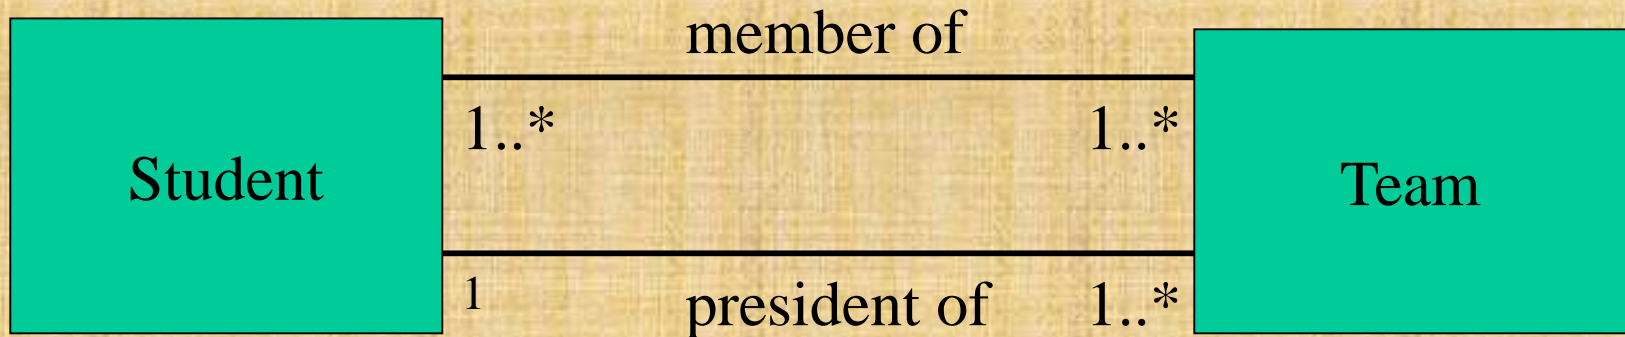 member of
1..* 1..*
Student Team
1 president of 1..*